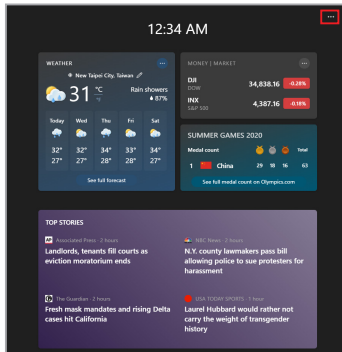 12:34 AM
WEATHER
New Taipei City, Taiwan
31 °C
°F
Rain showers
87%
Today Wed Thu Fri Sat
32° 32° 34° 33° 34°
27° 27° 28° 28° 27°
See full forecast
MONEY | MARKET
DJI
DOW
34,838.16 -0.28%
INX
S&P 500
4,387.16 -0.18%
SUMMER GAMES 2020
Medal count Total
1 China 29 18 16 63
See full medal count on Olympics.com
TOP STORIES
AP Associated Press · 2 hours
Landlords, tenants fill courts as
eviction moratorium ends
NBC News · 2 hours
N.Y. county lawmakers pass bill
allowing police to sue protesters for
harassment
The Guardian · 2 hours
Fresh mask mandates and rising Delta
cases hit California
USA TODAY SPORTS · 1 hour
Laurel Hubbard would rather not
carry the weight of transgender
history